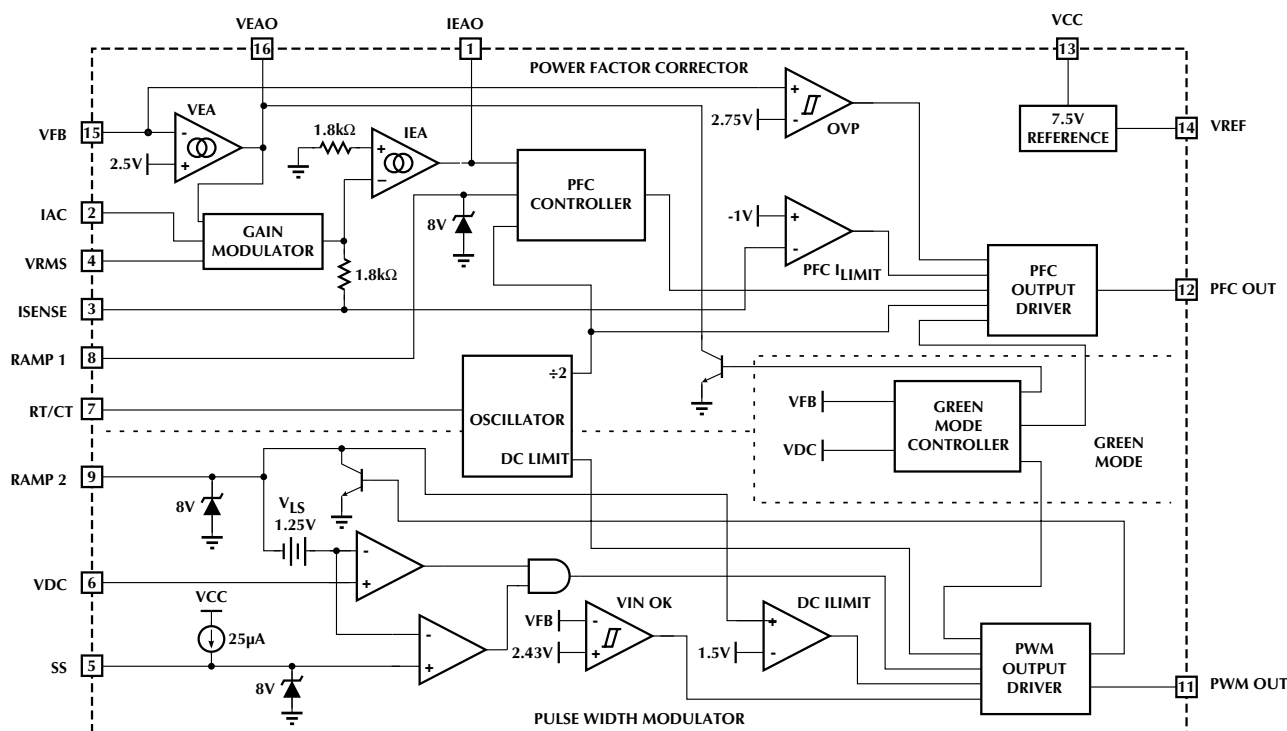 VEAO
IEAO
VCC
16
1
13
POWER FACTOR CORRECTOR
VEA
VFB
15
-
+
2.5V
1.8kΩ
IEA
+
−
2.75V
+
-
OVP
7.5V
REFERENCE
14
VREF
IAC
2
GAIN
MODULATOR
VRMS
4
1.8kΩ
8V
PFC
CONTROLLER
-1V
+
-
PFC ILIMIT
PFC
OUTPUT
DRIVER
12
PFC OUT
ISENSE
3
RAMP 1
8
RT/CT
7
÷2
OSCILLATOR
DC LIMIT
VFB
VDC
GREEN
MODE
CONTROLLER
GREEN
MODE
RAMP 2
9
8V
VLS
1.25V
-
+
VDC
6
VCC
25µA
SS
5
8V
-
+
VFB
2.43V
-
+
VIN OK
1.5V
+
-
DC ILIMIT
PWM
OUTPUT
DRIVER
11
PWM OUT
PULSE WIDTH MODULATOR